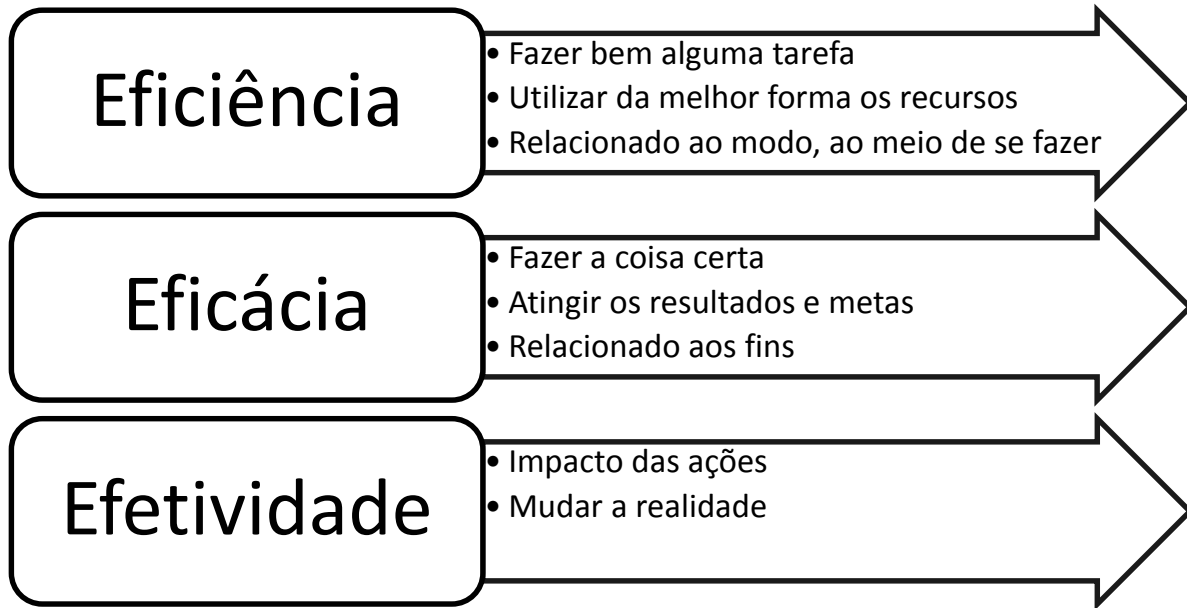 Eficiência
• Fazer bem alguma tarefa
• Utilizar da melhor forma os recursos
• Relacionado ao modo, ao meio de se fazer
Eficácia
• Fazer a coisa certa
• Atingir os resultados e metas
• Relacionado aos fins
Efetividade
• Impacto das ações
• Mudar a realidade